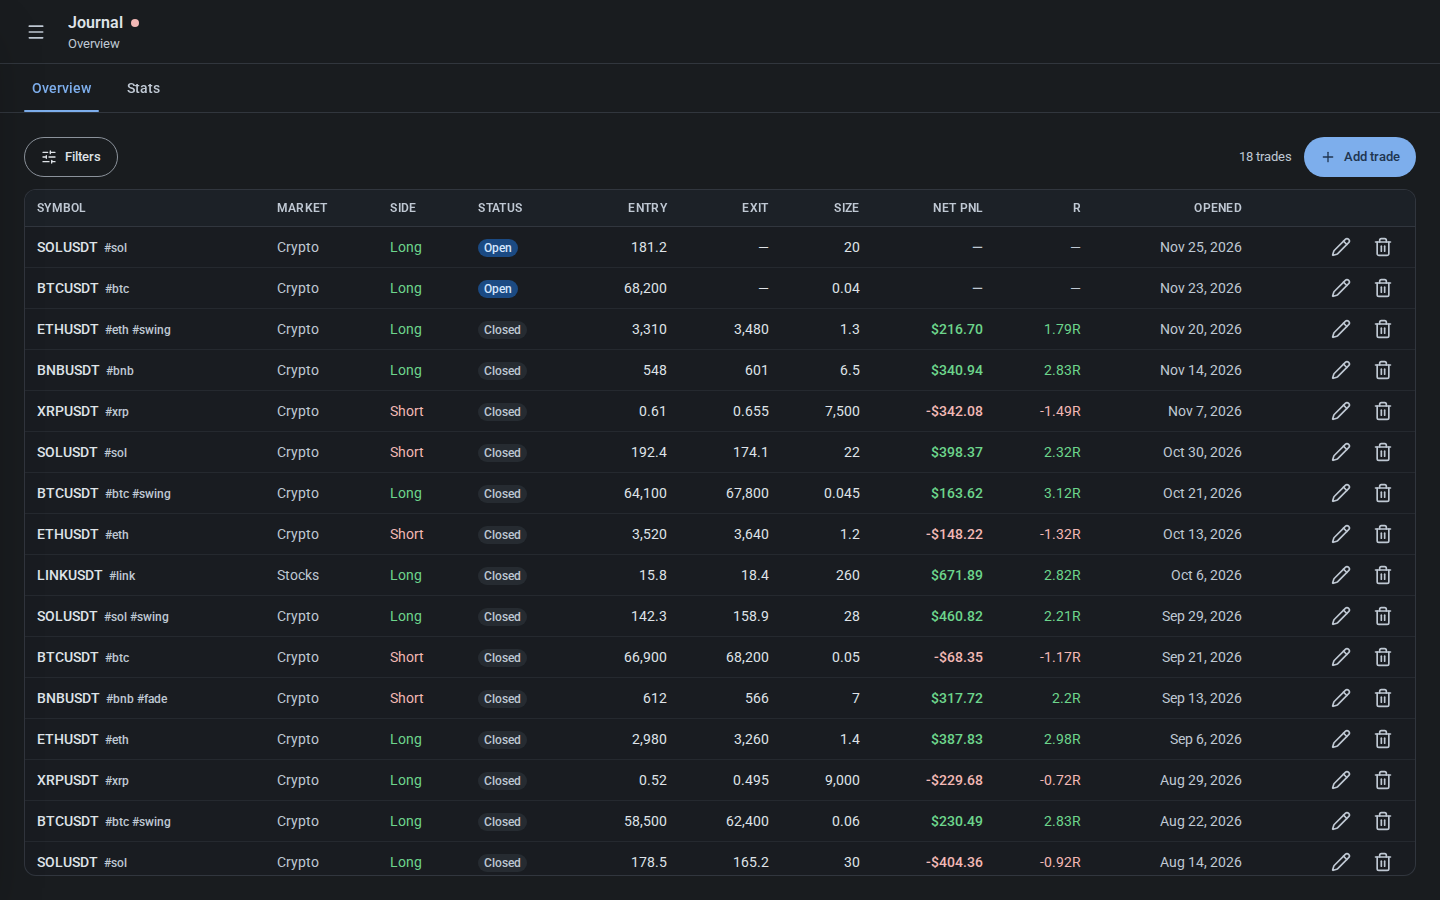 Journal
Overview
Overview Stats
Filters 18 trades + Add trade
SYMBOL MARKET SIDE STATUS ENTRY EXIT SIZE NET PNL R OPENED
SOLUSDT #sol Crypto Long Open 181.2 — 20 — — Nov 25, 2026
BTCUSDT #btc Crypto Long Open 68,200 — 0.04 — — Nov 23, 2026
ETHUSDT #eth #swing Crypto Long Closed 3,310 3,480 1.3 $216.70 1.79R Nov 20, 2026
BNBUSDT #bnb Crypto Long Closed 548 601 6.5 $340.94 2.83R Nov 14, 2026
XRPUSDT #xrp Crypto Short Closed 0.61 0.655 7,500 -$342.08 -1.49R Nov 7, 2026
SOLUSDT #sol Crypto Short Closed 192.4 174.1 22 $398.37 2.32R Oct 30, 2026
BTCUSDT #btc #swing Crypto Long Closed 64,100 67,800 0.045 $163.62 3.12R Oct 21, 2026
ETHUSDT #eth Crypto Short Closed 3,520 3,640 1.2 -$148.22 -1.32R Oct 13, 2026
LINKUSDT #link Stocks Long Closed 15.8 18.4 260 $671.89 2.82R Oct 6, 2026
SOLUSDT #sol #swing Crypto Long Closed 142.3 158.9 28 $460.82 2.21R Sep 29, 2026
BTCUSDT #btc Crypto Short Closed 66,900 68,200 0.05 -$68.35 -1.17R Sep 21, 2026
BNBUSDT #bnb #fade Crypto Short Closed 612 566 7 $317.72 2.2R Sep 13, 2026
ETHUSDT #eth Crypto Long Closed 2,980 3,260 1.4 $387.83 2.98R Sep 6, 2026
XRPUSDT #xrp Crypto Long Closed 0.52 0.495 9,000 -$229.68 -0.72R Aug 29, 2026
BTCUSDT #btc #swing Crypto Long Closed 58,500 62,400 0.06 $230.49 2.83R Aug 22, 2026
SOLUSDT #sol Crypto Long Closed 178.5 165.2 30 -$404.36 -0.92R Aug 14, 2026